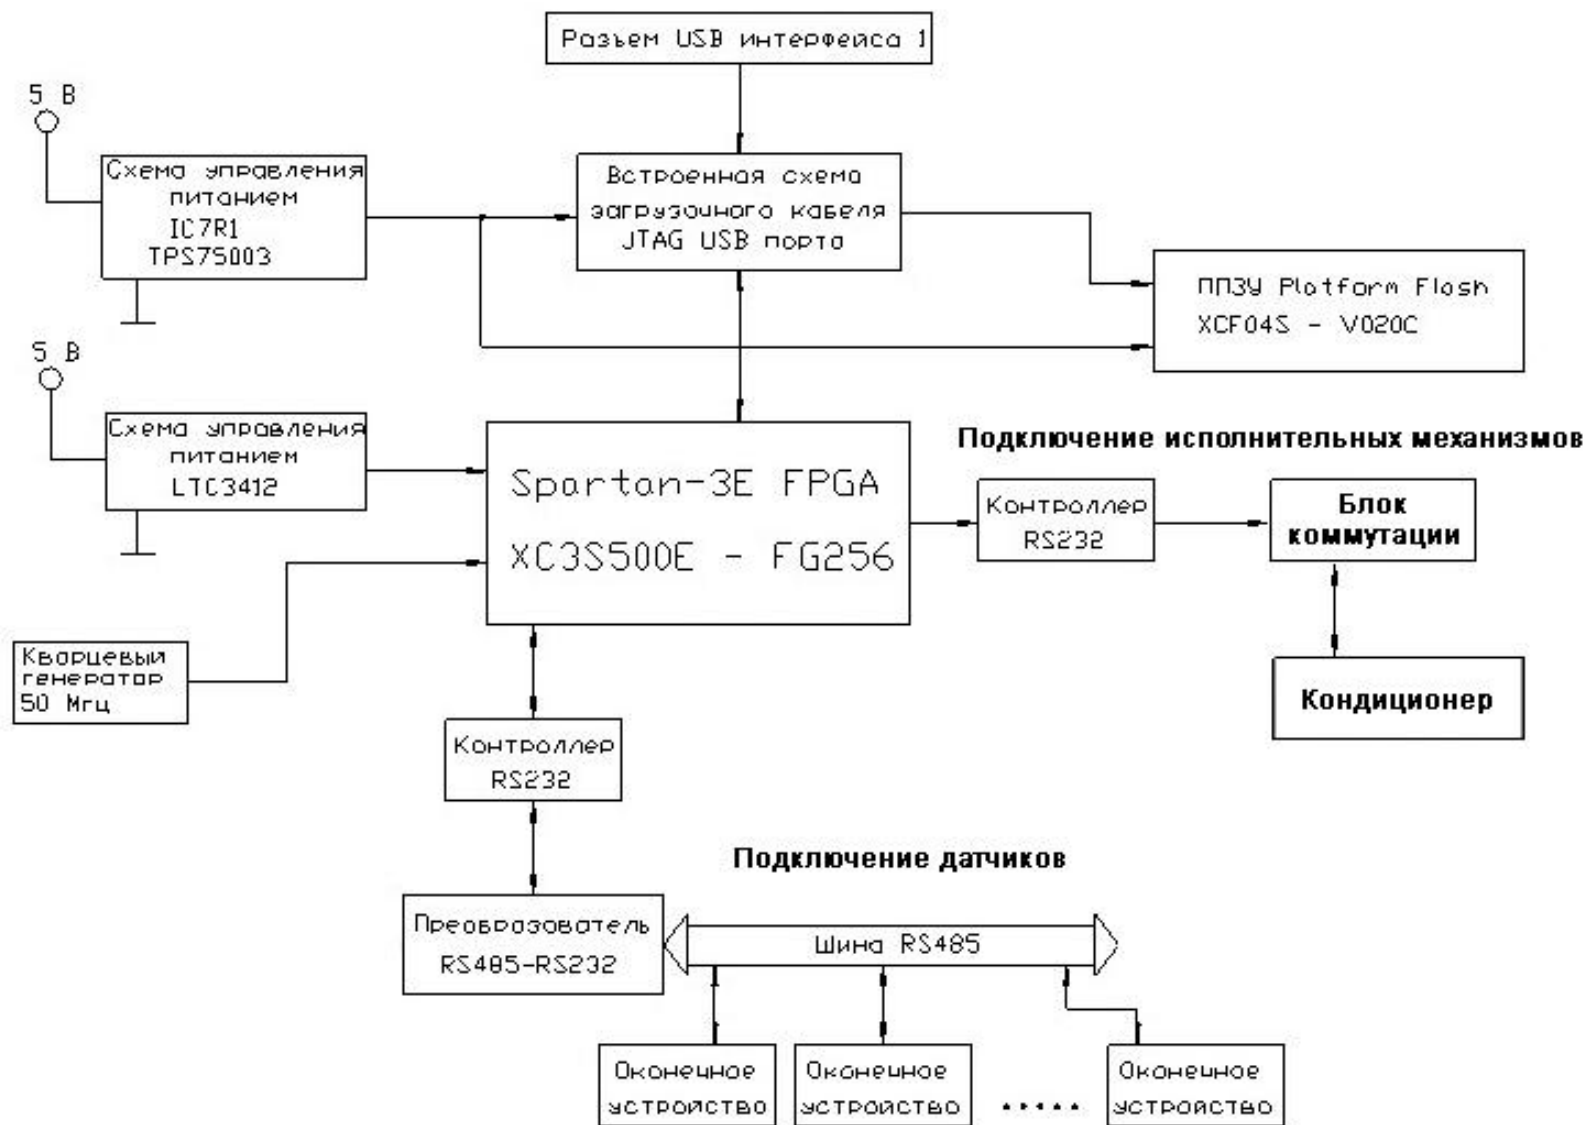 Разъем USB интерфейса 1
5 В
Схема управления
питанием
IC7R1
TPS75003
Встроенная схема
загрузочного кабеля
JTAG USB порта
ППЗУ Platform Flash
XCF04S - VO20C
5 В
Схема управления
питанием
LTC3412
Spartan-3E FPGA
XC3S500E - FG256
Подключение исполнительных механизмов
Контроллер
RS232
Блок
коммутации
Кварцевый
генератор
50 Мгц
Кондиционер
Контроллер
RS232
Подключение датчиков
Преобразователь
RS485-RS232
Шина RS485
Оконечное
устройство
Оконечное
устройство
.....
Оконечное
устройство